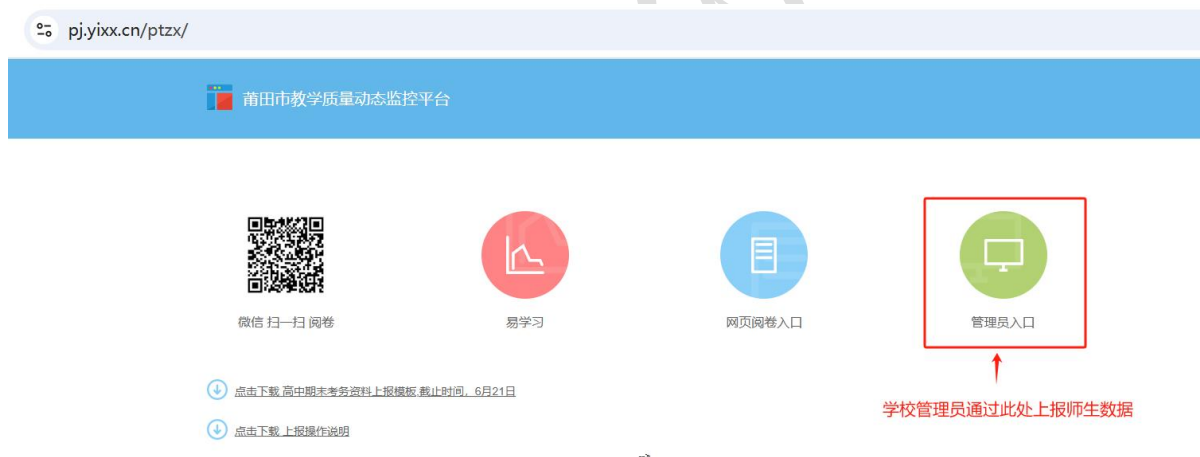 pj.yixx.cn/ptzx/
莆田市教学质量动态监控平台
微信 扫一扫 阅卷
易学习
网页阅卷入口
管理员入口
点击下载 高中期末考务资料上报模板,截止时间，6月21日
学校管理员通过此处上报师生数据
点击下载 上报操作说明